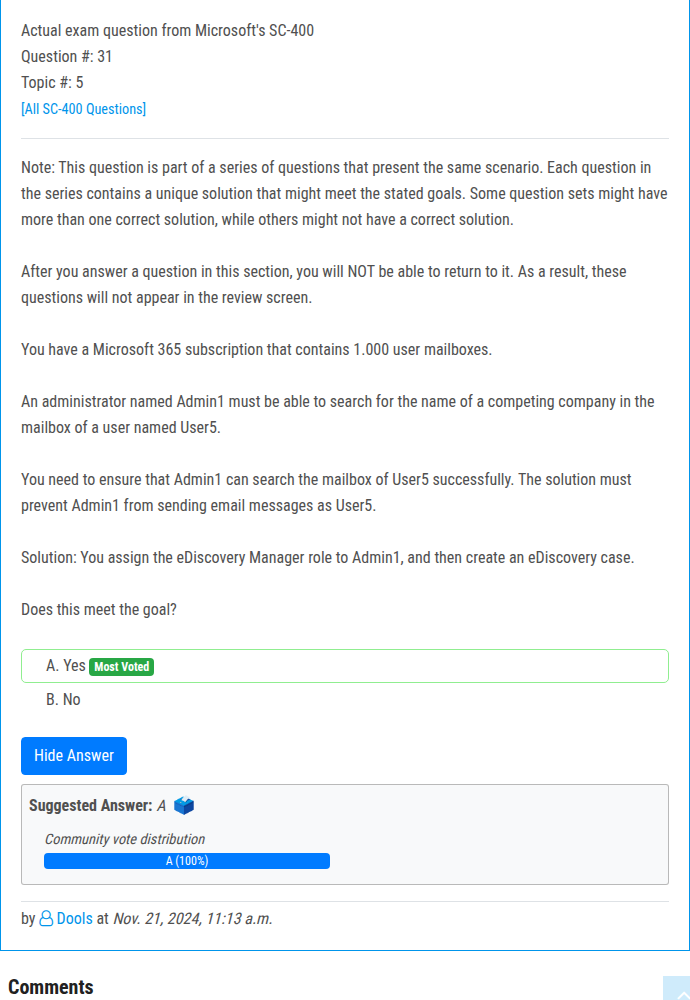 Actual exam question from Microsoft's SC-400
Question #: 31
Topic #: 5
[All SC-400 Questions]
Note: This question is part of a series of questions that present the same scenario. Each question in
the series contains a unique solution that might meet the stated goals. Some question sets might have
more than one correct solution, while others might not have a correct solution.
After you answer a question in this section, you will NOT be able to return to it. As a result, these
questions will not appear in the review screen.
You have a Microsoft 365 subscription that contains 1.000 user mailboxes.
An administrator named Admin1 must be able to search for the name of a competing company in the
mailbox of a user named User5.
You need to ensure that Admin1 can search the mailbox of User5 successfully. The solution must
prevent Admin1 from sending email messages as User5.
Solution: You assign the eDiscovery Manager role to Admin1, and then create an eDiscovery case.
Does this meet the goal?
A. Yes Most Voted
B. No
Hide Answer
Suggested Answer: A
Community vote distribution
A (100%)
by Dools at Nov. 21, 2024, 11:13 a.m.
Comments